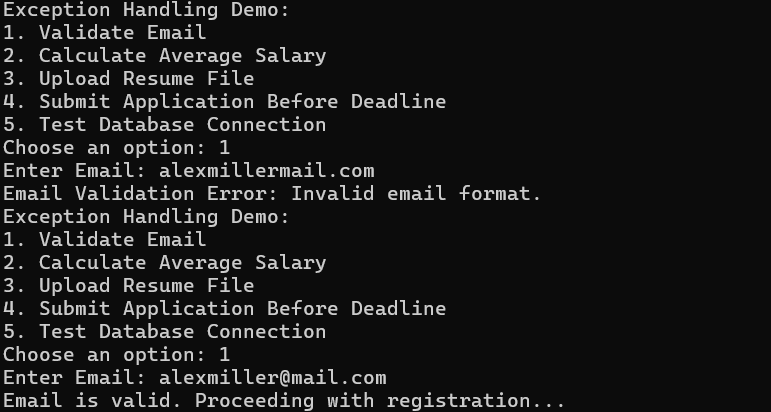 Exception Handling Demo:
1. Validate Email
2. Calculate Average Salary
3. Upload Resume File
4. Submit Application Before Deadline
5. Test Database Connection
Choose an option: 1
Enter Email: alexmillermail.com
Email Validation Error: Invalid email format.
Exception Handling Demo:
1. Validate Email
2. Calculate Average Salary
3. Upload Resume File
4. Submit Application Before Deadline
5. Test Database Connection
Choose an option: 1
Enter Email: alexmiller@mail.com
Email is valid. Proceeding with registration...